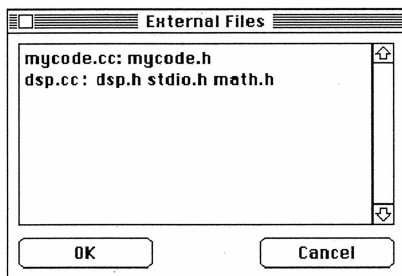 External Files
mycode.cc: mycode.h
dsp.cc: dsp.h stdio.h math.h
OK
Cancel